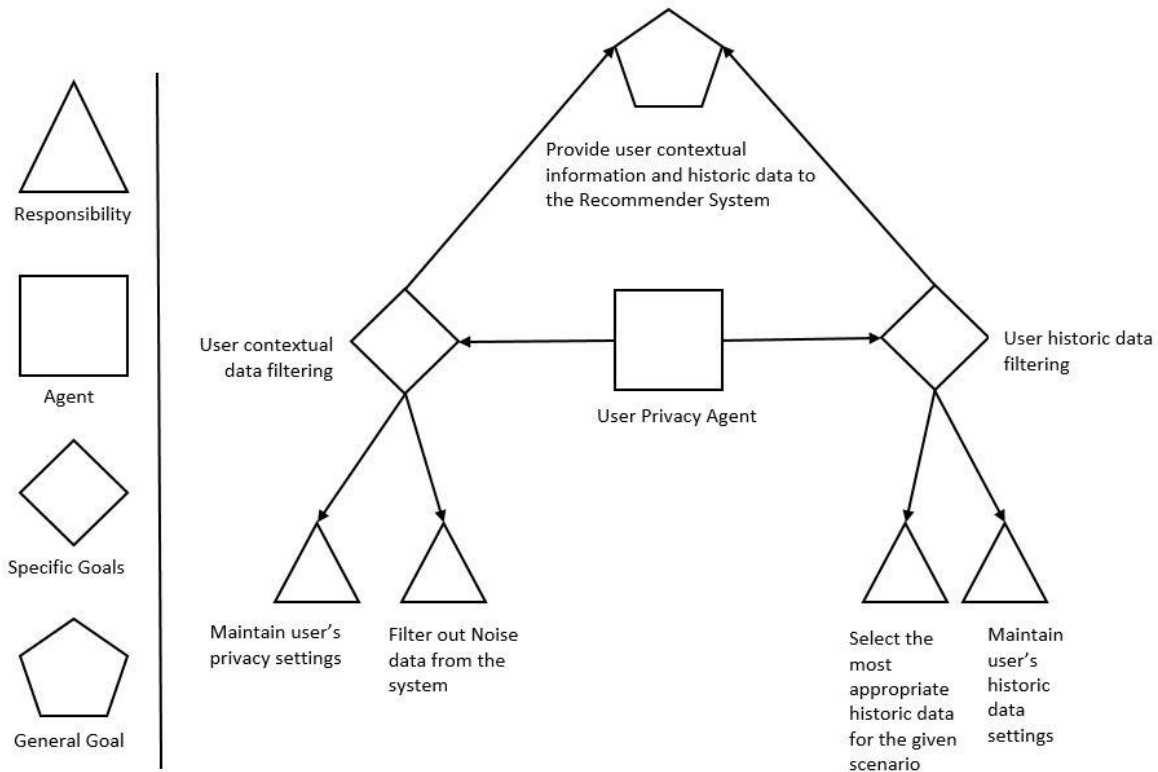 Responsibility
Agent
Specific Goals
General Goal
Provide user contextual
information and historic data to
the Recommender System
User contextual
data filtering
User Privacy Agent
User historic data
filtering
Maintain user’s
privacy settings
Filter out Noise
data from the
system
Select the
most
appropriate
historic data
for the given
scenario
Maintain
user’s
historic
data
settings